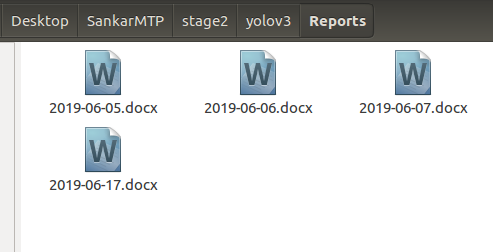 Desktop SankarMTP stage2 yolov3 Reports
W W W
2019-06-05.docx 2019-06-06.docx 2019-06-07.docx
W
2019-06-17.docx